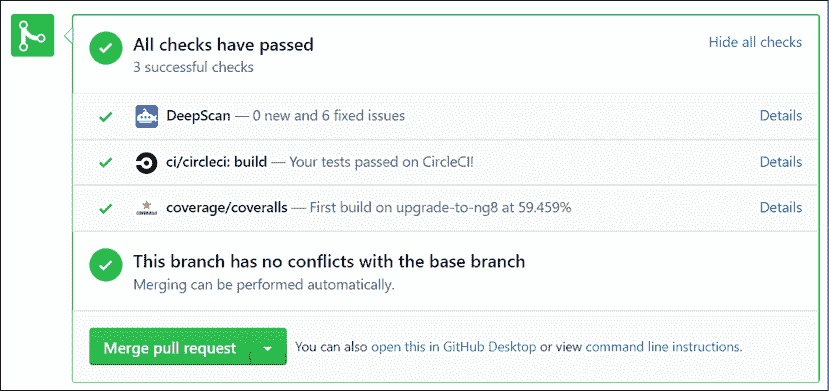 All checks have passed
Hide all checks
3 successful checks
DeepScan — 0 new and 6 fixed issues
Details
ci/circleci: build — Your tests passed on CircleCI!
Details
coverage/coveralls — First build on upgrade-to-ng8 at 59.459%
Details
This branch has no conflicts with the base branch
Merging can be performed automatically.
Merge pull request
You can also open this in GitHub Desktop or view command line instructions.